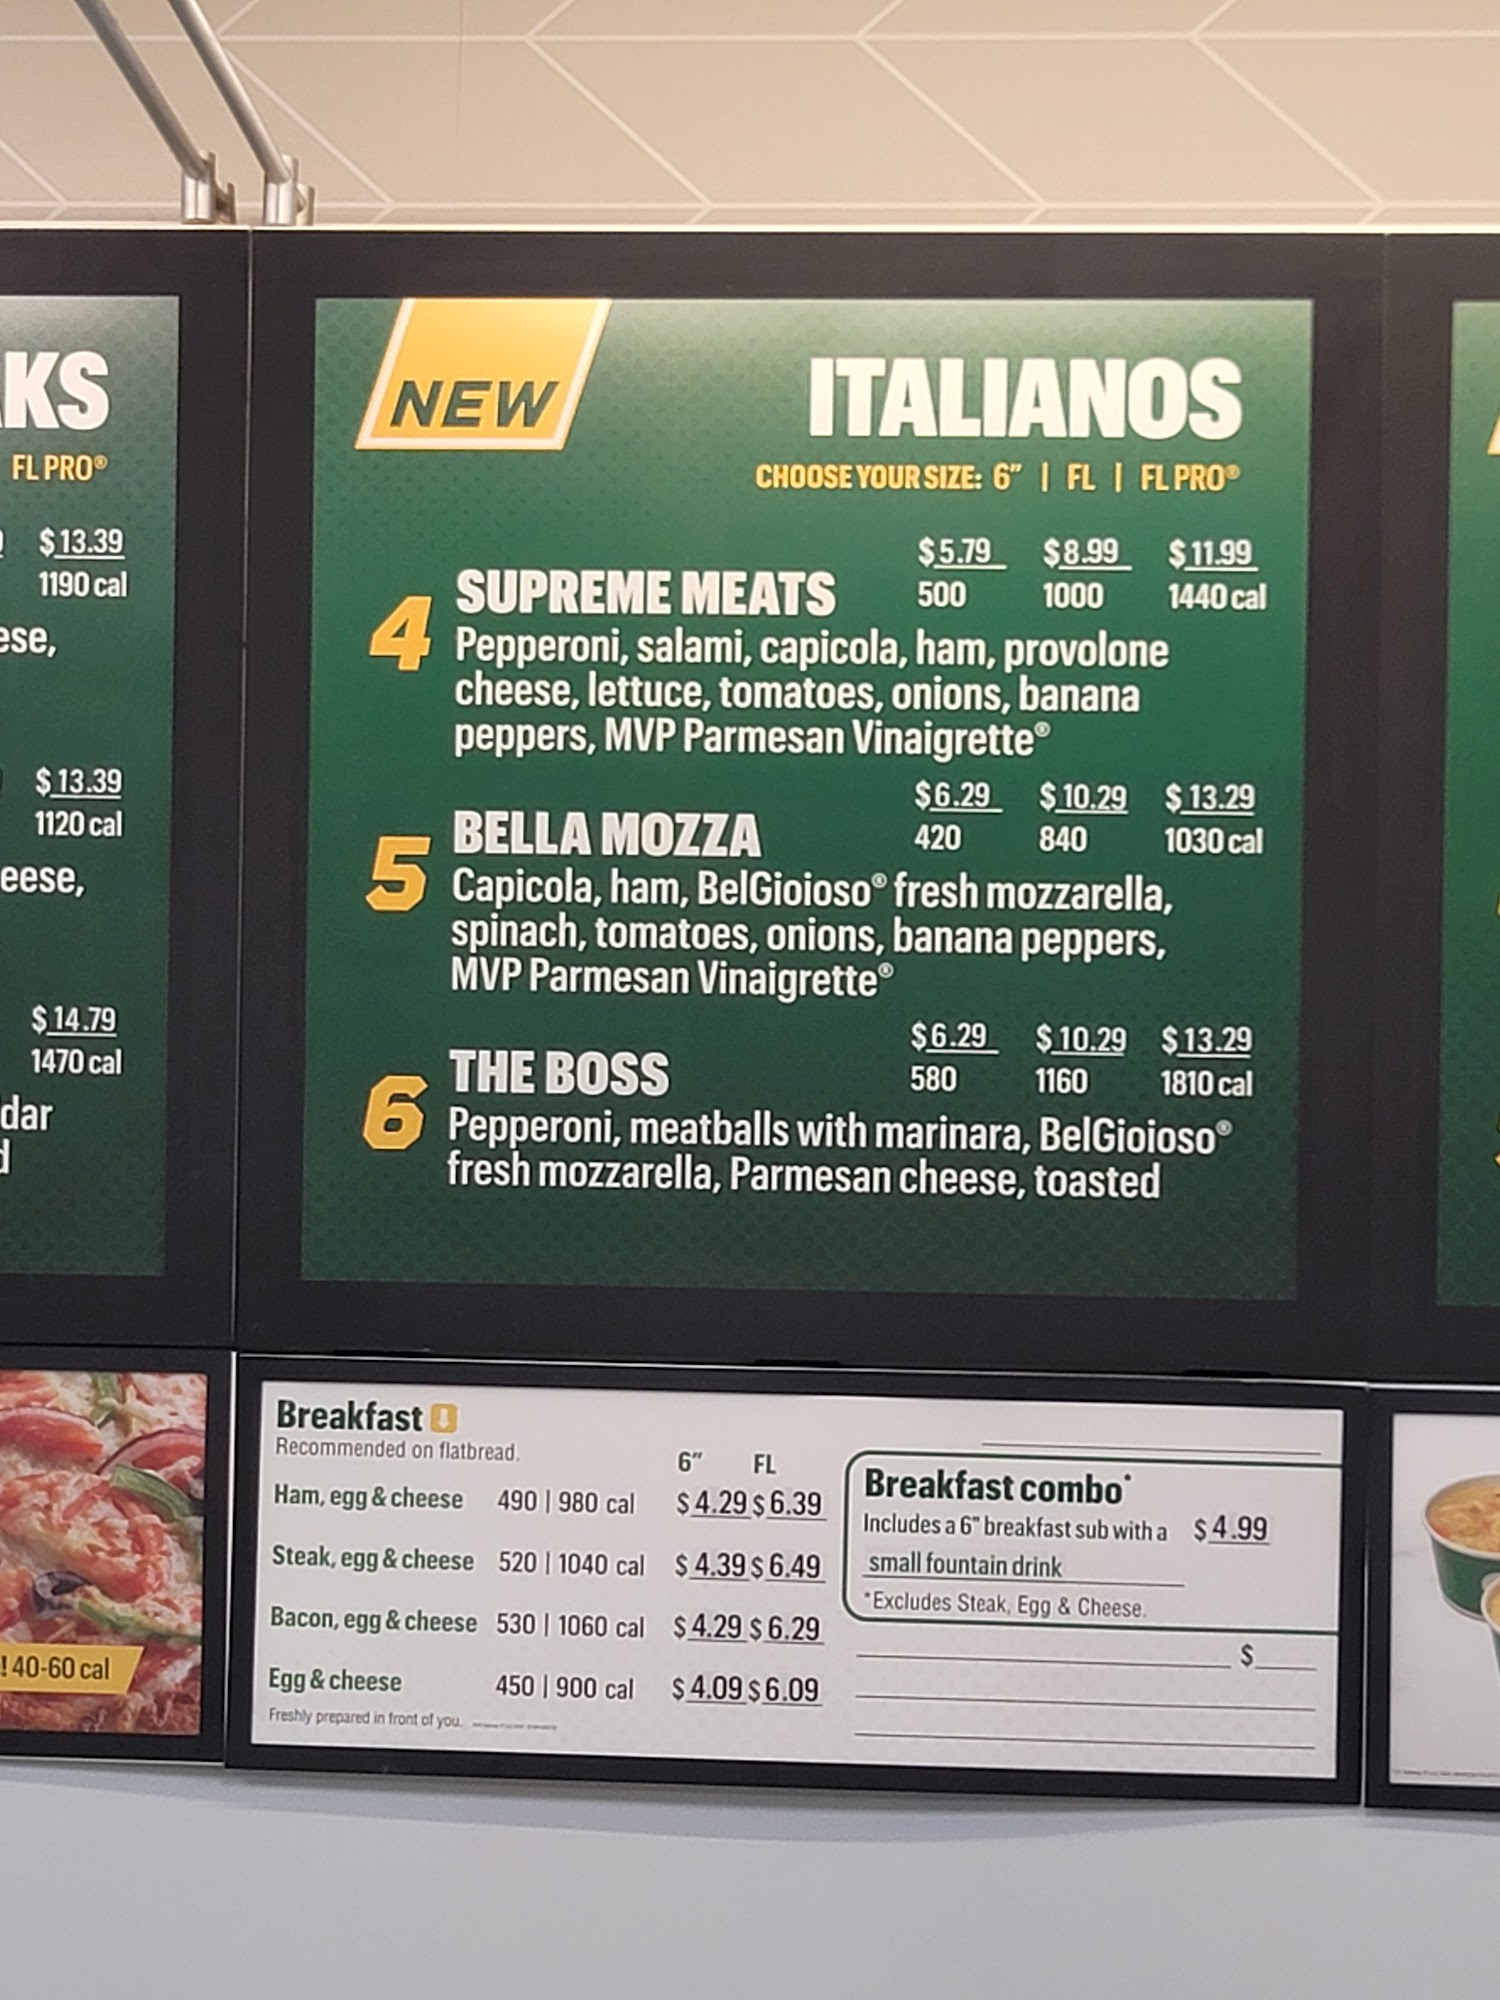 AKS
FL PRO®
$13.39
1190 cal
ese,
$13.39
1120 cal
eese,
$14.79
1470 cal
dar
d
NEW
ITALIANOS
CHOOSE YOUR SIZE: 6" | FL | FL PRO®
$5.79 $8.99 $11.99
4 SUPREME MEATS 500 1000 1440 cal
Pepperoni, salami, capicola, ham, provolone
cheese, lettuce, tomatoes, onions, banana
peppers, MVP Parmesan Vinaigrette®
$6.29 $10.29 $13.29
5 BELLA MOZZA 420 840 1030 cal
Capicola, ham, BelGioioso® fresh mozzarella,
spinach, tomatoes, onions, banana peppers,
MVP Parmesan Vinaigrette®
$6.29 $10.29 $13.29
6 THE BOSS 580 1160 1810 cal
Pepperoni, meatballs with marinara, BelGioioso®
fresh mozzarella, Parmesan cheese, toasted
! 40-60 cal
Breakfast
Recommended on flatbread.
6" FL
Ham, egg & cheese 490 | 980 cal $4.29 $6.39
Steak, egg & cheese 520 | 1040 cal $4.39 $6.49
Bacon, egg & cheese 530 | 1060 cal $4.29 $6.29
Egg & cheese 450 | 900 cal $4.09 $6.09
Freshly prepared in front of you.
Breakfast combo*
Includes a 6" breakfast sub with a $4.99
small fountain drink
*Excludes Steak, Egg & Cheese.
$